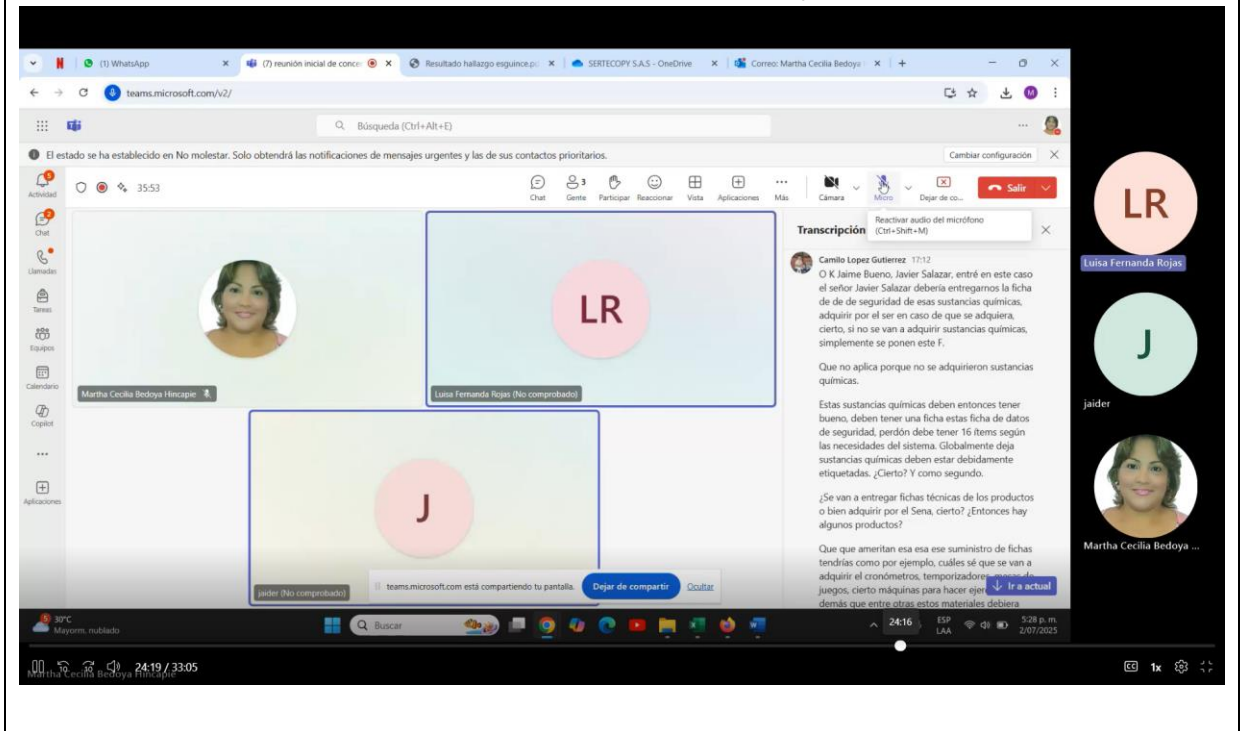 (1) WhatsApp
(7) reunión inicial de conce
Resultado hallazgo esguince.p
SERTECOPY S.A.S - OneDrive
Correo: Martha Cecilia Bedoya
teams.microsoft.com/v2/
M
Búsqueda (Ctrl+Alt+E)
El estado se ha establecido en No molestar. Solo obtendrá las notificaciones de mensajes urgentes y las de sus contactos prioritarios.
Cambiar configuración
Actividad
35:53
Chat
3
Gente
Participar
Reaccionar
Vista
Aplicaciones
Más
Cámara
Micro
Dejar de co...
Salir
Reactivar audio del micrófono
(Ctrl+Shift+M)
Chat
Llamadas
Tareas
Equipos
Calendario
Copilot
Aplicaciones
Martha Cecilia Bedoya Hincapie
LR
Luisa Fernanda Rojas (No comprobado)
J
jaider (No comprobado)
Transcripción
Camilo Lopez Gutierrez 17:12
O K Jaime Bueno, Javier Salazar, entré en este caso
el señor Javier Salazar debería entregarnos la ficha
de de de seguridad de esas sustancias químicas,
adquirir por el ser en caso de que se adquiera,
cierto, si no se van a adquirir sustancias químicas,
simplemente se ponen este F.
Que no aplica porque no se adquirieron sustancias
químicas.
Estas sustancias químicas deben entonces tener
bueno, deben tener una ficha estas ficha de datos
de seguridad, perdón debe tener 16 ítems según
las necesidades del sistema. Globalmente deja
sustancias químicas deben estar debidamente
etiquetadas. ¿Cierto? Y como segundo.
¿Se van a entregar fichas técnicas de los productos
o bien adquirir por el Sena, cierto? ¿Entonces hay
algunos productos?
Que que ameritan esa esa ese suministro de fichas
tendrías como por ejemplo, cuáles sé que se van a
adquirir el cronómetros, temporizadores, mesas de
juegos, cierto máquinas para hacer ejer
demás que entre otras estos materiales debiera
Ir a actual
teams.microsoft.com está compartiendo tu pantalla.
Dejar de compartir
Ocultar
LR
Luisa Fernanda Rojas
J
jaider
Martha Cecilia Bedoya ...
30°C
Mayorm. nublado
Buscar
24:16
ESP
LAA
5:28 p. m.
2/07/2025
24:19 / 33:05
Martha Cecilia Bedoya Hincapie
10
10
CC
1x